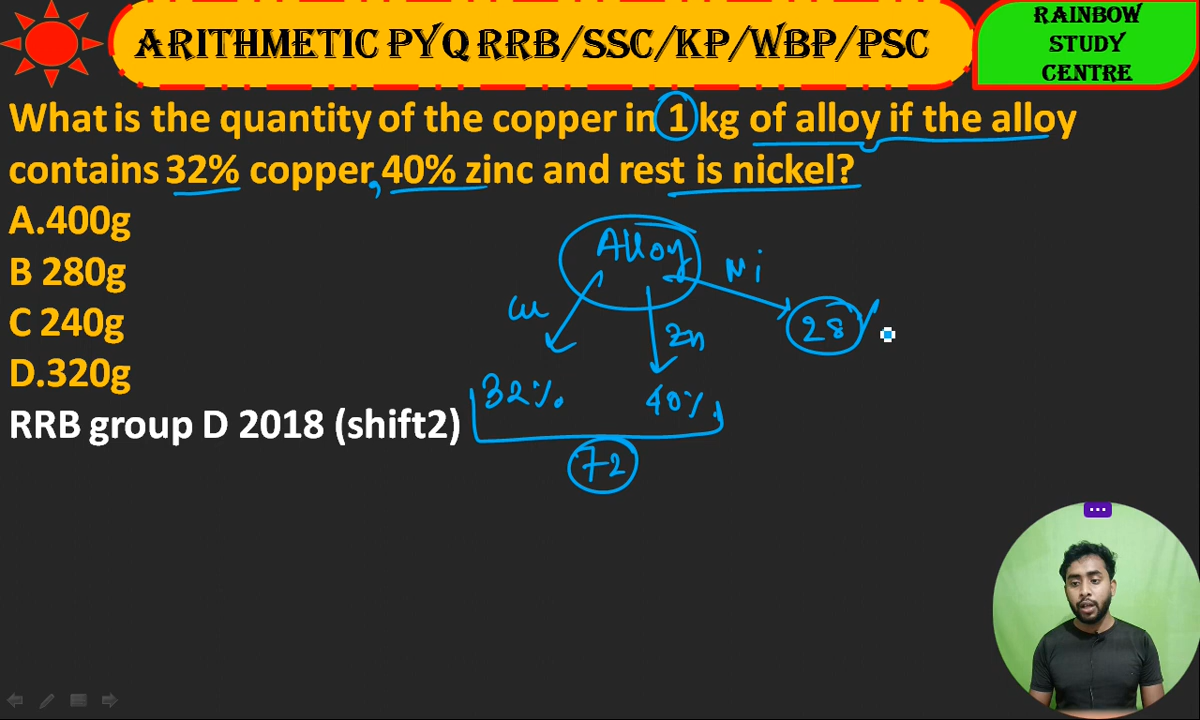 ARITHMETIC PYQ RRB/SSC/KP/WBP/PSC
RAINBOW
STUDY
CENTRE
What is the quantity of the copper in 1 kg of alloy if the alloy
contains 32% copper, 40% zinc and rest is nickel?
A.400g
B 280g
C 240g
D.320g
RRB group D 2018 (shift2)
Alloy
Ni
Cu
Zn
28%
32%
40%
72